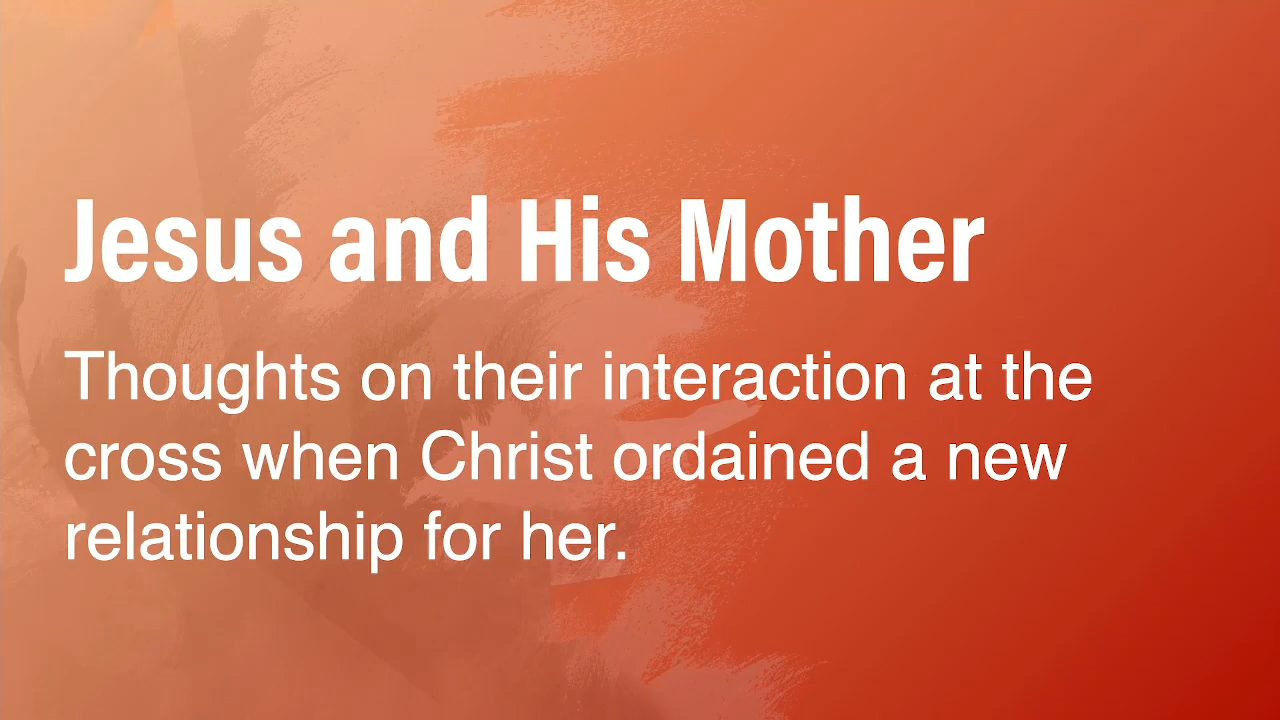 Jesus and His Mother
Thoughts on their interaction at the
cross when Christ ordained a new
relationship for her.